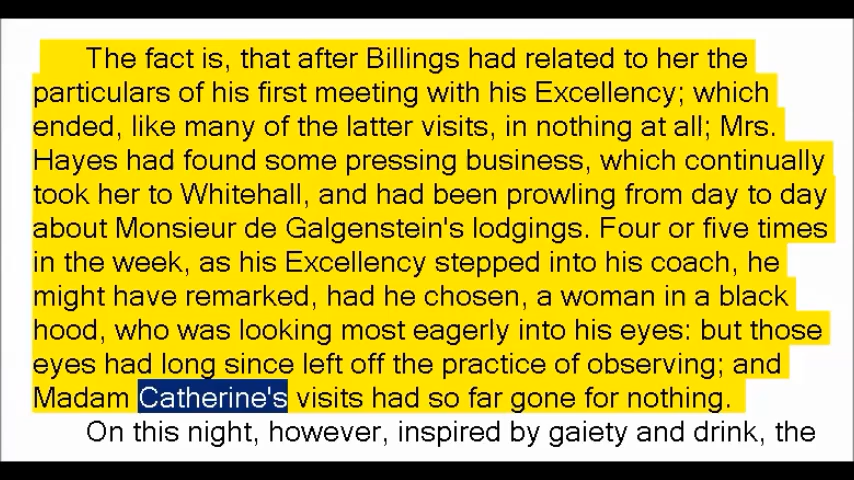 The fact is, that after Billings had related to her the
particulars of his first meeting with his Excellency; which
ended, like many of the latter visits, in nothing at all; Mrs.
Hayes had found some pressing business, which continually
took her to Whitehall, and had been prowling from day to day
about Monsieur de Galgenstein's lodgings. Four or five times
in the week, as his Excellency stepped into his coach, he
might have remarked, had he chosen, a woman in a black
hood, who was looking most eagerly into his eyes: but those
eyes had long since left off the practice of observing; and
Madam Catherine's visits had so far gone for nothing.
On this night, however, inspired by gaiety and drink, the